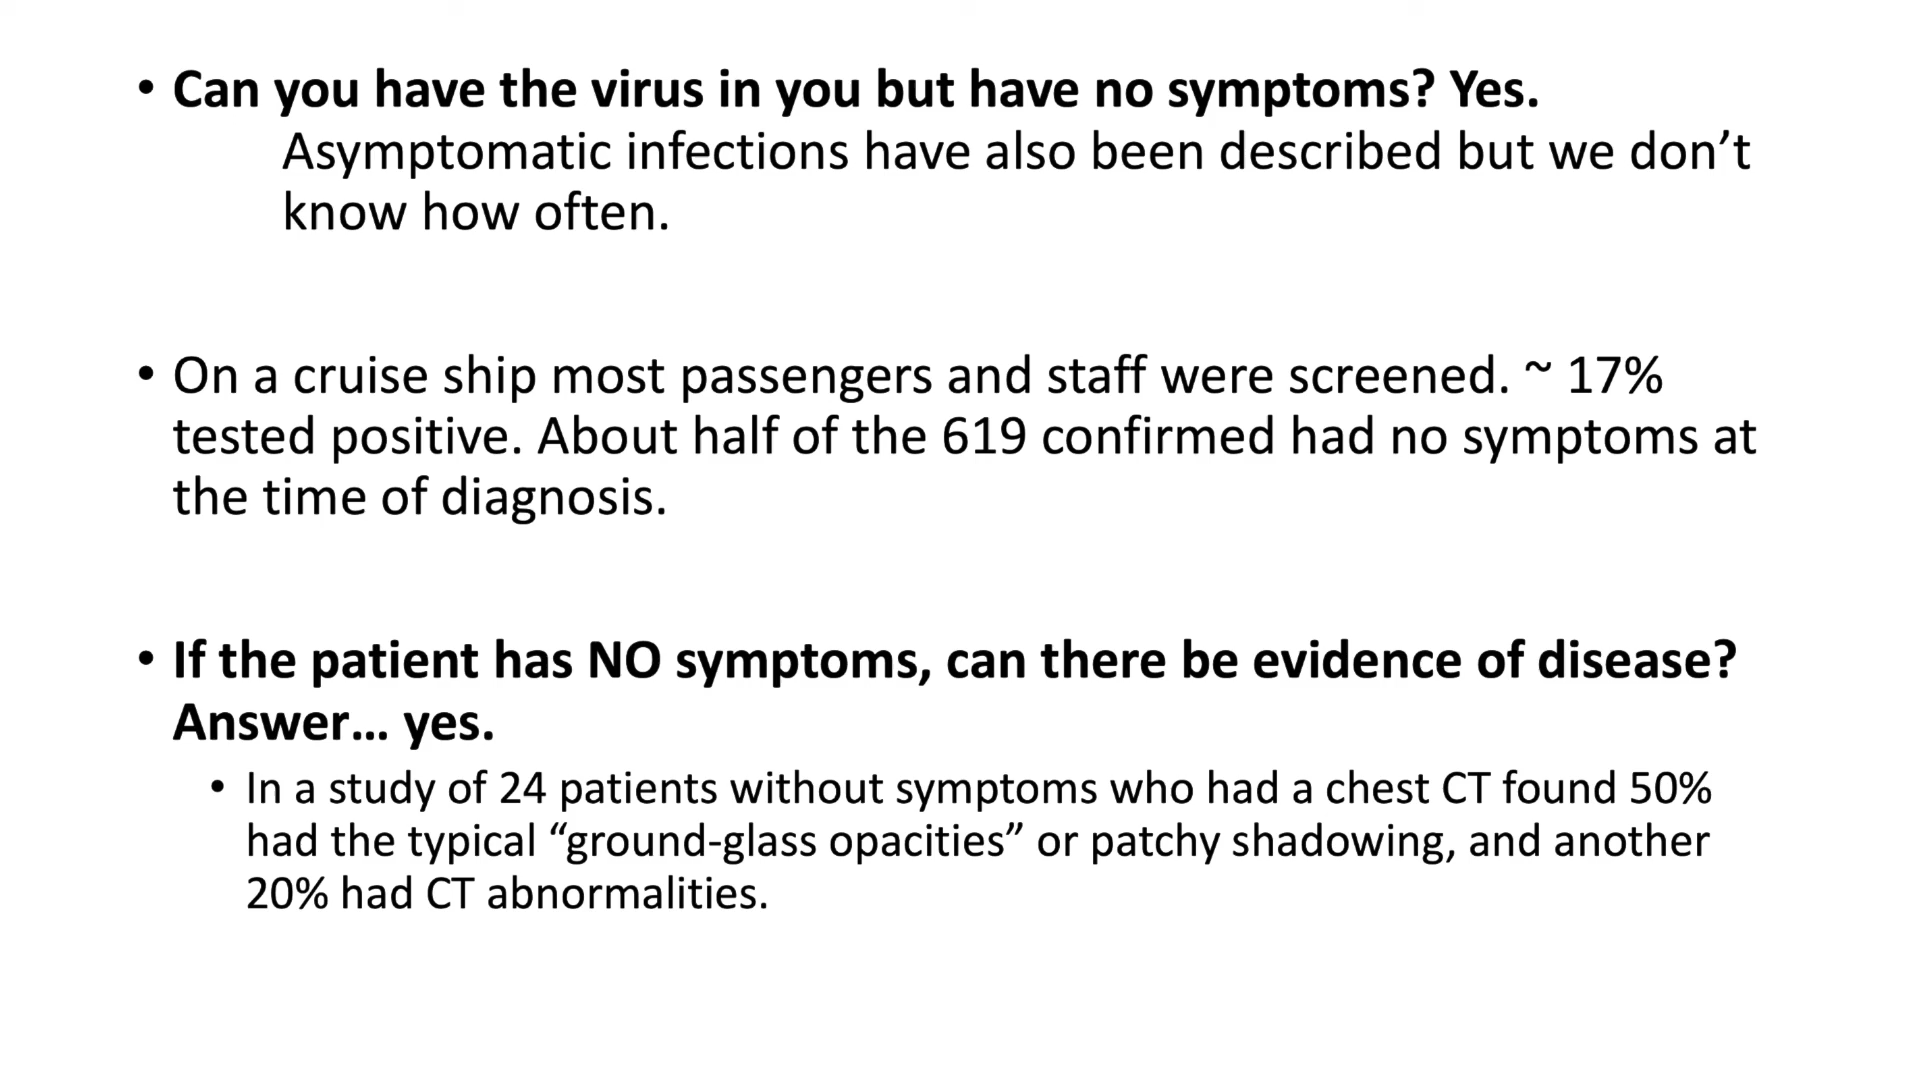 • Can you have the virus in you but have no symptoms? Yes.
Asymptomatic infections have also been described but we don’t
know how often.
• On a cruise ship most passengers and staff were screened. ~ 17%
tested positive. About half of the 619 confirmed had no symptoms at
the time of diagnosis.
• If the patient has NO symptoms, can there be evidence of disease?
Answer… yes.
• In a study of 24 patients without symptoms who had a chest CT found 50%
had the typical “ground-glass opacities” or patchy shadowing, and another
20% had CT abnormalities.